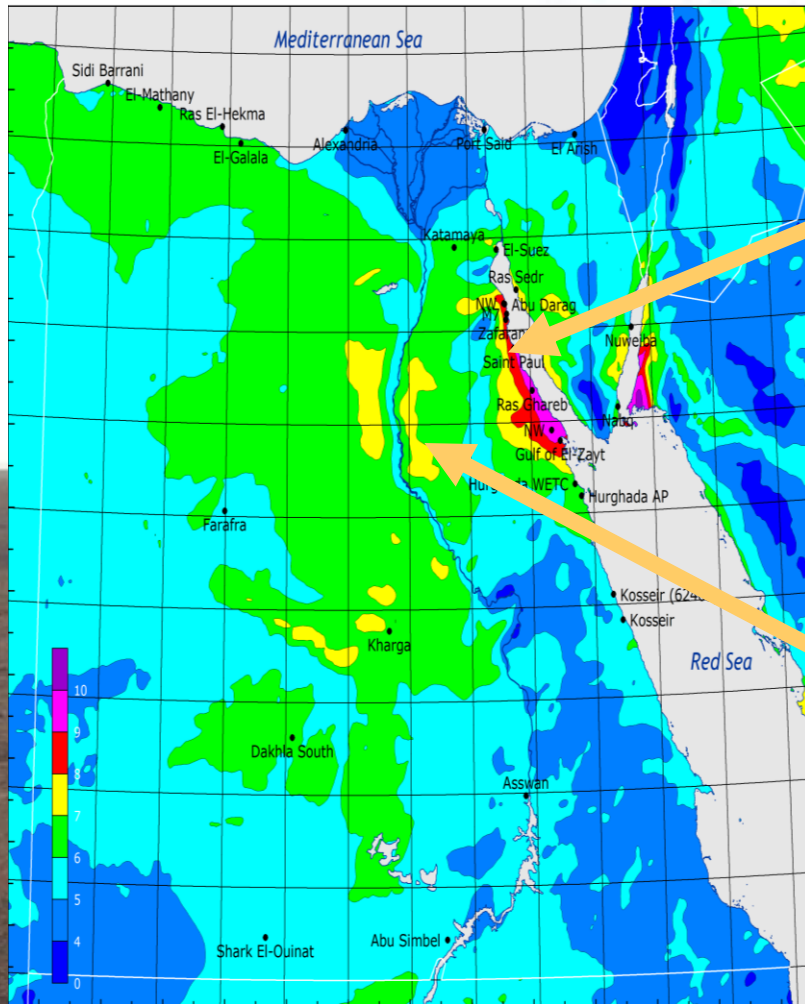 Mediterranean Sea
Sidi Barrani
El-Mathany
Ras El-Hekma
El-Galala
Alexandria
Port Said
El Arish
Katamaya
El-Suez
Ras Sedr
NW
Abu Darag
M7
Saint Paul
Nuweiba
Ras Ghareb
Nabq
NW
Gulf of El-Zayt
Hurghada WETC
Hurghada AP
Farafra
Kosseir
Kosseir
Kharga
Red Sea
10
9
8
7
6
5
4
0
Dakhla South
Asswan
Shark El-Ouinat
Abu Simbel